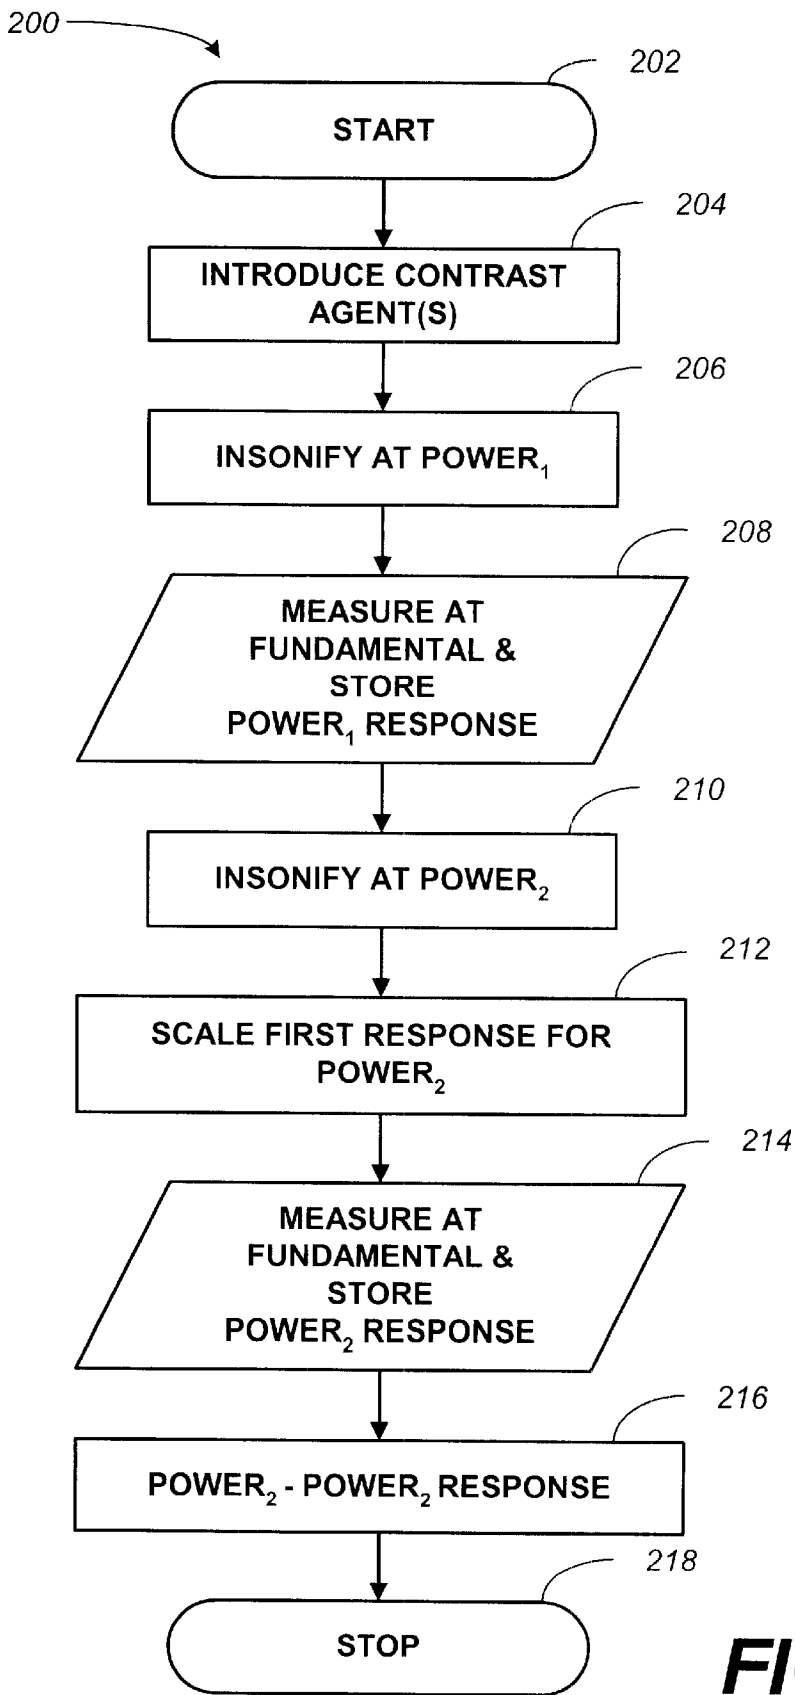 200
202
START
204
INTRODUCE CONTRAST
AGENT(S)
206
INSONIFY AT POWER₁
208
MEASURE AT
FUNDAMENTAL &
STORE
POWER₁ RESPONSE
210
INSONIFY AT POWER₂
212
SCALE FIRST RESPONSE FOR
POWER₂
214
MEASURE AT
FUNDAMENTAL &
STORE
POWER₂ RESPONSE
216
POWER₂ - POWER₂ RESPONSE
218
STOP